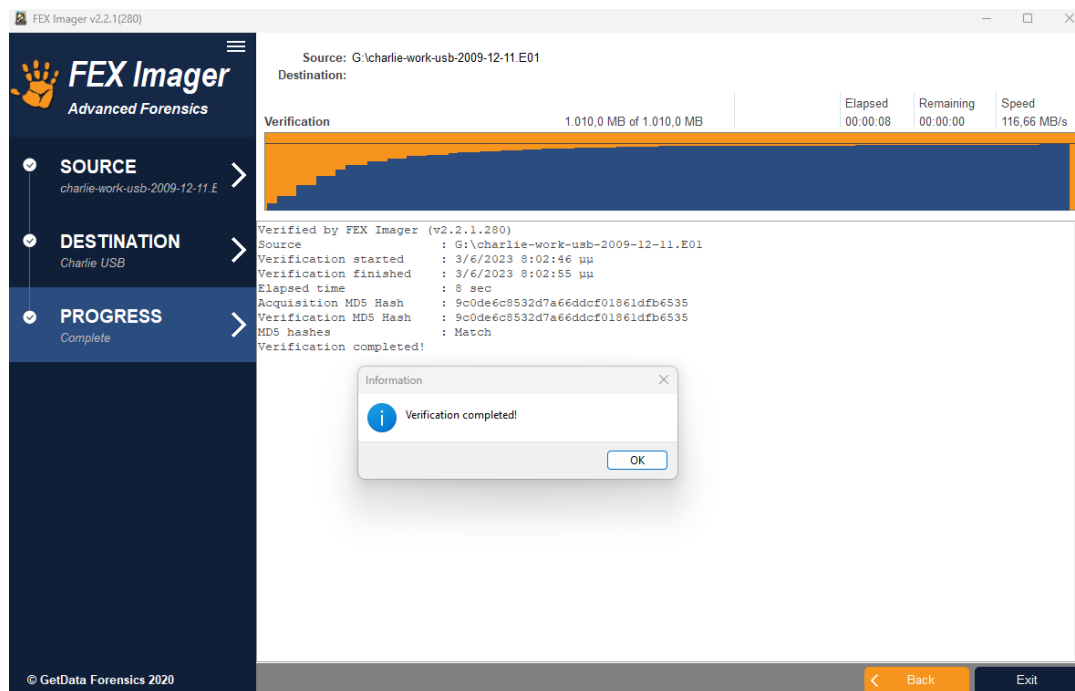 FEX Imager v2.2.1(280)
FEX Imager
Advanced Forensics
SOURCE
charlie-work-usb-2009-12-11.E
DESTINATION
Charlie USB
PROGRESS
Complete
© GetData Forensics 2020
Source: G:\charlie-work-usb-2009-12-11.E01
Destination:
Elapsed Remaining Speed
Verification 1.010,0 MB of 1.010,0 MB 00:00:08 00:00:00 116,66 MB/s
Verified by FEX Imager (v2.2.1.280)
Source : G:\charlie-work-usb-2009-12-11.E01
Verification started : 3/6/2023 8:02:46 μμ
Verification finished : 3/6/2023 8:02:55 μμ
Elapsed time : 8 sec
Acquisition MD5 Hash : 9c0de6c8532d7a66ddcf01861dfb6535
Verification MD5 Hash : 9c0de6c8532d7a66ddcf01861dfb6535
MD5 hashes : Match
Verification completed!
Information
i
Verification completed!
OK
Back Exit